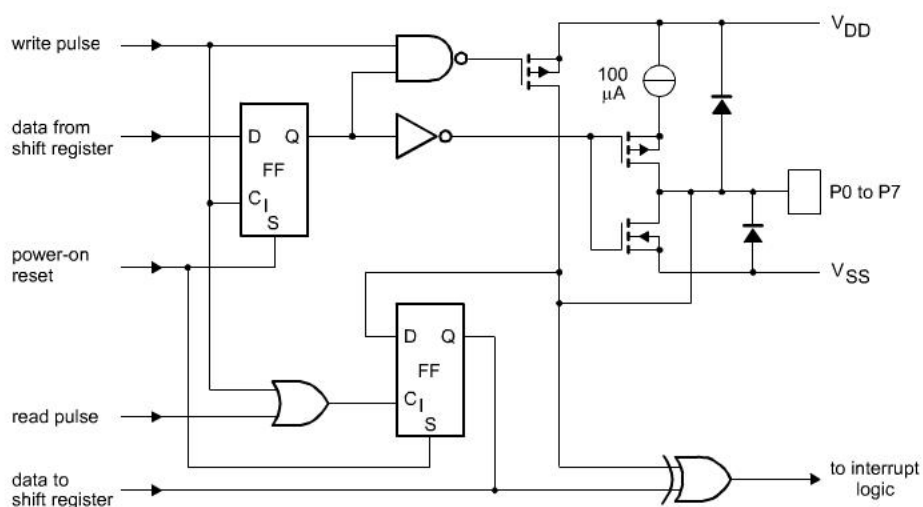 write pulse
V_DD
100
μA
data from
shift register
D Q
FF
C_I
S
P0 to P7
power-on
reset
V_SS
D Q
FF
C_I
S
read pulse
data to
shift register
to interrupt
logic